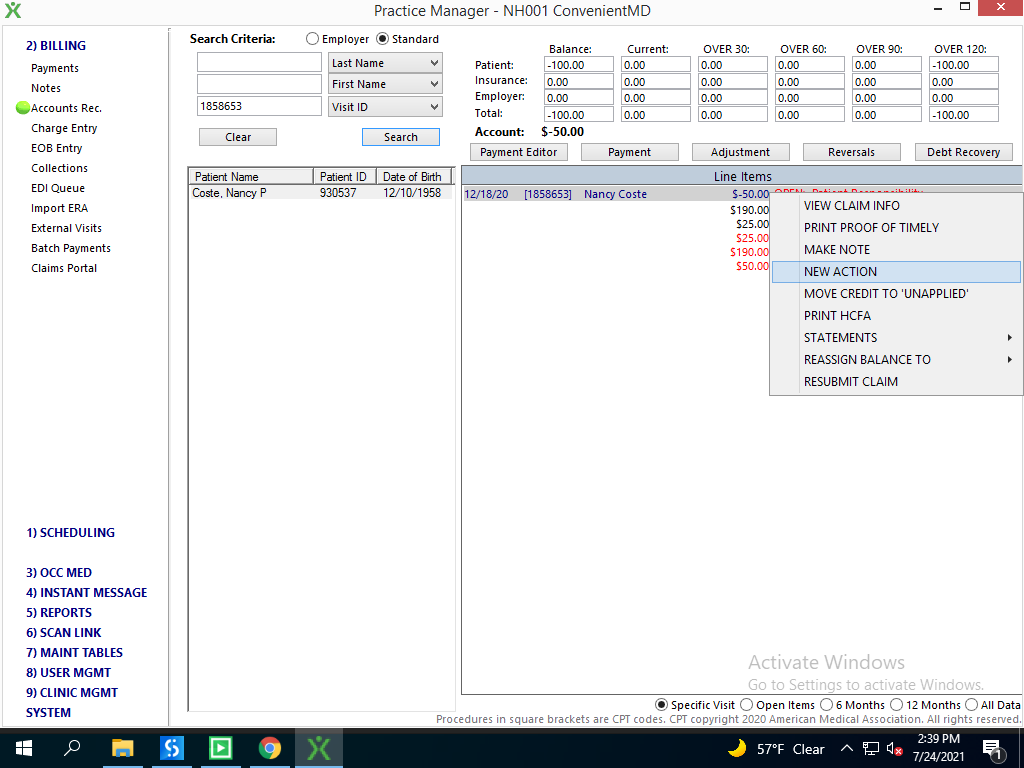 Practice Manager - NH001 ConvenientMD
2) BILLING
Payments
Notes
Accounts Rec.
Charge Entry
EOB Entry
Collections
EDI Queue
Import ERA
External Visits
Batch Payments
Claims Portal
1) SCHEDULING
3) OCC MED
4) INSTANT MESSAGE
5) REPORTS
6) SCAN LINK
7) MAINT TABLES
8) USER MGMT
9) CLINIC MGMT
SYSTEM
Search Criteria: Employer Standard
Last Name
First Name
1858653 Visit ID
Clear Search
Balance: Current: OVER 30: OVER 60: OVER 90: OVER 120:
Patient: -100.00 0.00 0.00 0.00 0.00 -100.00
Insurance: 0.00 0.00 0.00 0.00 0.00 0.00
Employer: 0.00 0.00 0.00 0.00 0.00 0.00
Total: -100.00 0.00 0.00 0.00 0.00 -100.00
Account: $-50.00
Payment Editor Payment Adjustment Reversals Debt Recovery
Patient Name Patient ID Date of Birth
Coste, Nancy P 930537 12/10/1958
Line Items
12/18/20 [1858653] Nancy Coste $-50.00 OPEN: Patient Responsibility
$190.00
$25.00
$25.00
$190.00
$50.00
VIEW CLAIM INFO
PRINT PROOF OF TIMELY
MAKE NOTE
NEW ACTION
MOVE CREDIT TO 'UNAPPLIED'
PRINT HCFA
STATEMENTS
REASSIGN BALANCE TO
RESUBMIT CLAIM
Activate Windows
Go to Settings to activate Windows.
Specific Visit Open Items 6 Months 12 Months All Data
Procedures in square brackets are CPT codes. CPT copyright 2020 American Medical Association. All rights reserved.
57°F Clear
2:39 PM
7/24/2021
1